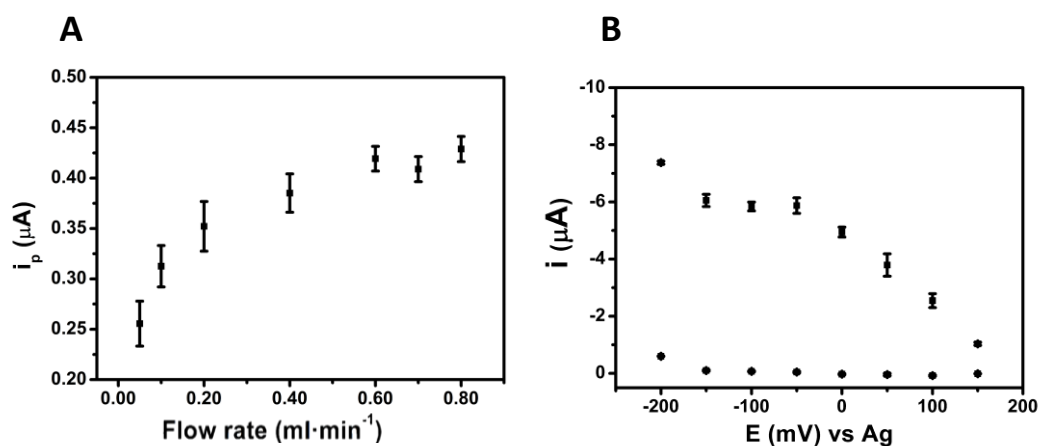 A
0.50
0.45
0.40
0.35
0.30
0.25
0.20
i_p (μA)
0.00 0.20 0.40 0.60 0.80
Flow rate (ml·min⁻¹)
B
-10
-8
-6
-4
-2
0
i (μA)
-200 -100 0 100 200
E (mV) vs Ag